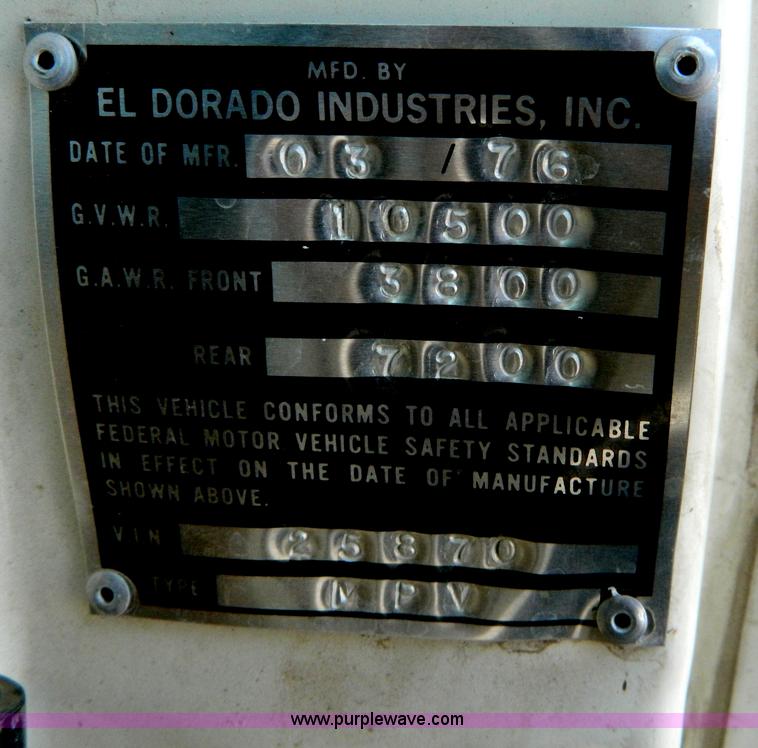 MFD. BY
EL DORADO INDUSTRIES, INC.
DATE OF MFR. 03 / 76
G.V.W.R. 10500
G.A.W.R. FRONT 3800
REAR 7200
THIS VEHICLE CONFORMS TO ALL APPLICABLE
FEDERAL MOTOR VEHICLE SAFETY STANDARDS
IN EFFECT ON THE DATE OF MANUFACTURE
SHOWN ABOVE.
V.I.N 25870
TYPE MPV
www.purplewave.com